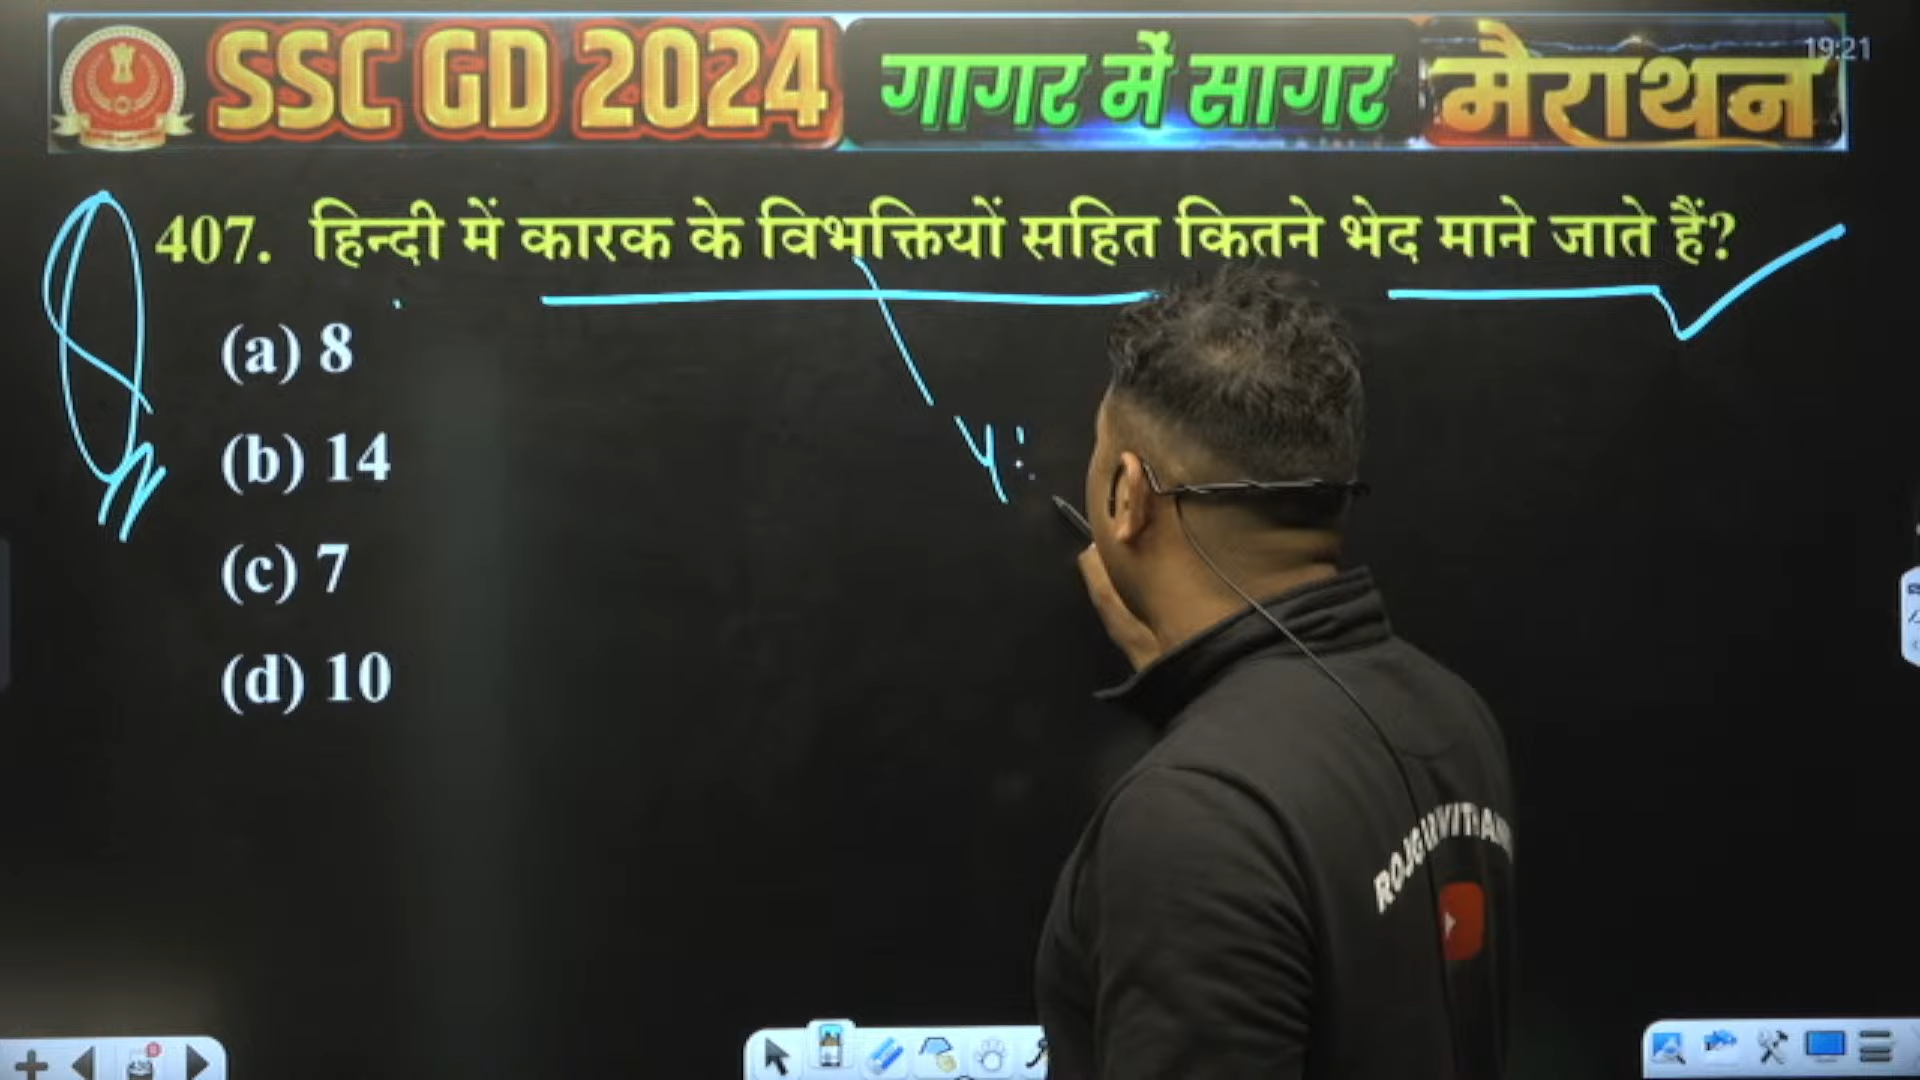 SSC GD 2024 गागर में सागर मैराथन
19:21
407. हिन्दी में कारक के विभक्तियों सहित कितने भेद माने जाते हैं?
(a) 8
(b) 14
(c) 7
(d) 10